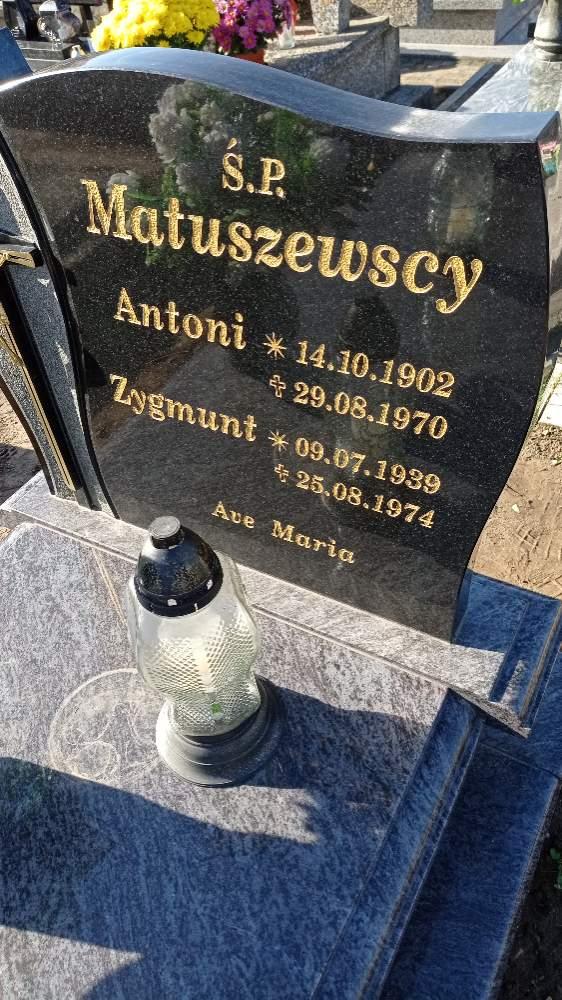 Ś.P.
Matuszewscy
Antoni * 14.10.1902
✝ 29.08.1970
Zygmunt * 09.07.1939
✝ 25.08.1974
Ave Maria